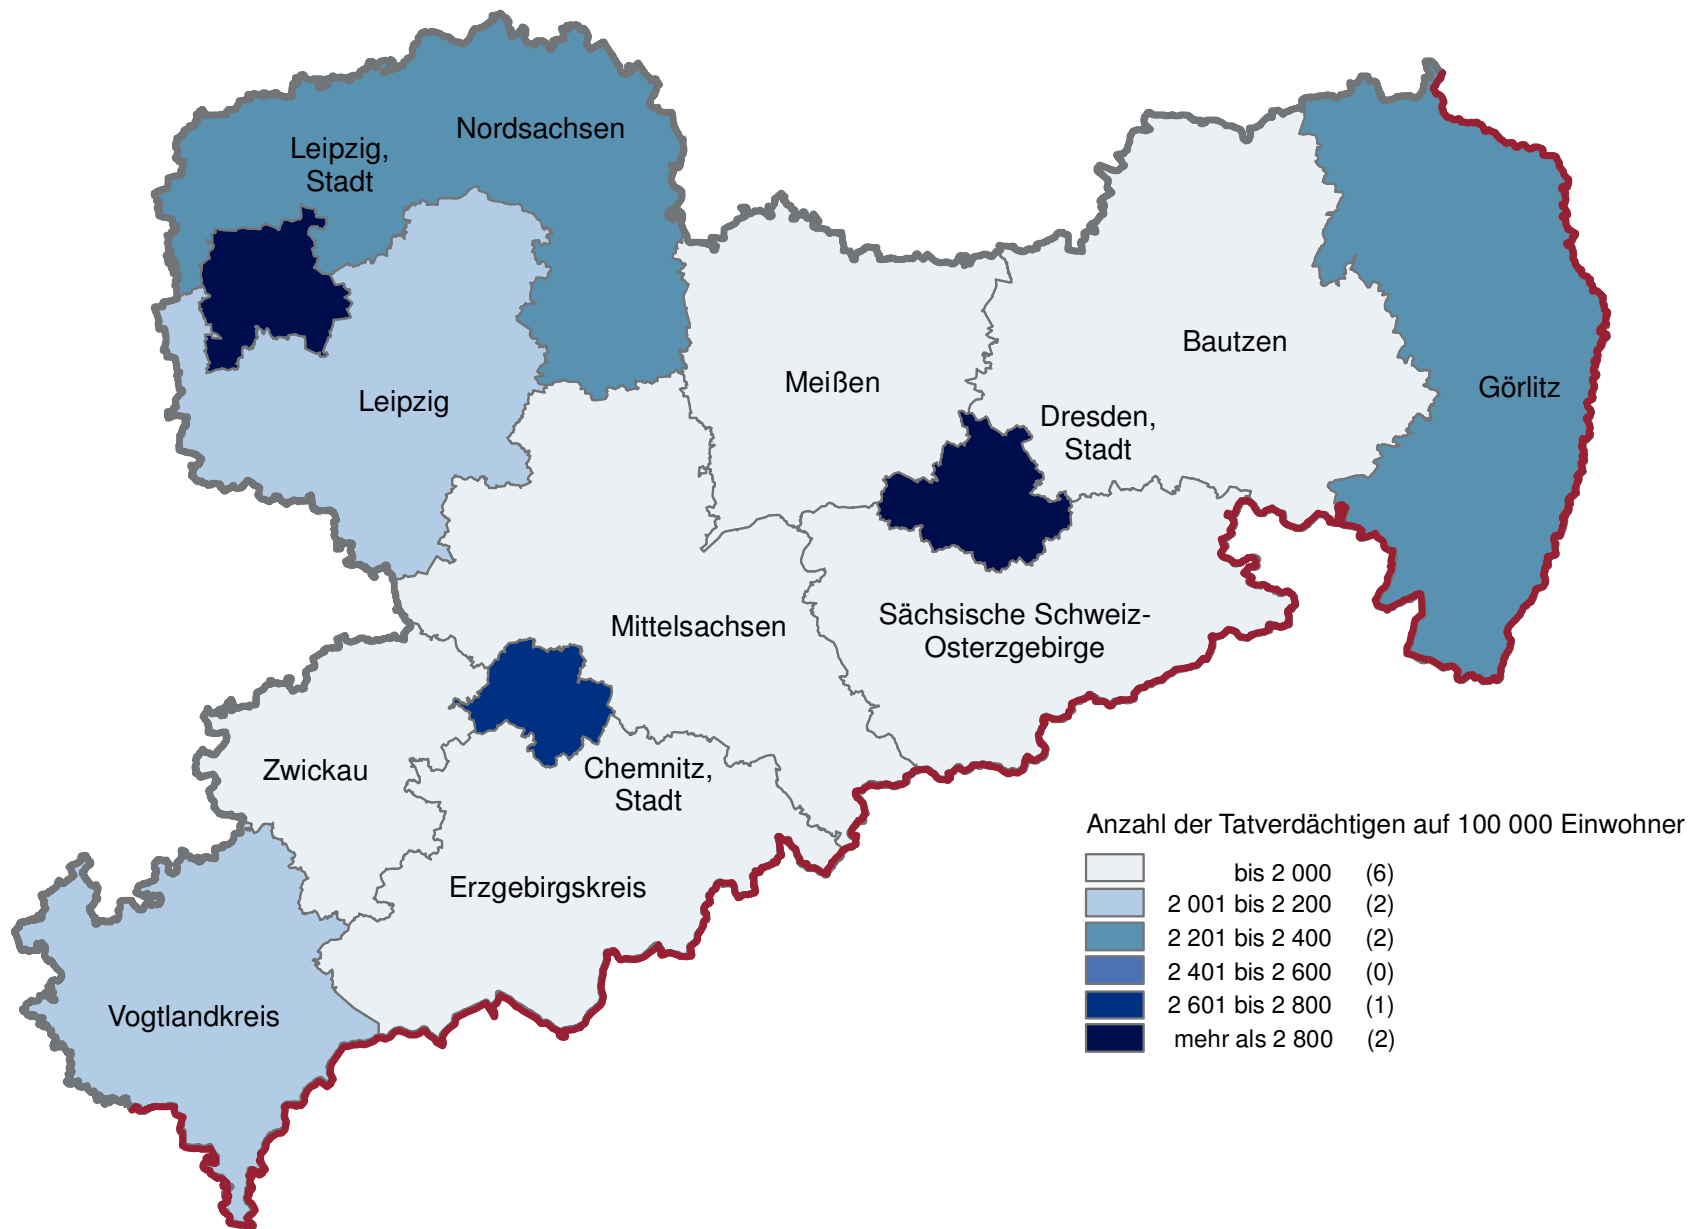 Nordsachsen
Leipzig,
Stadt
Leipzig
Meißen
Bautzen
Görlitz
Dresden,
Stadt
Mittelsachsen
Sächsische Schweiz-
Osterzgebirge
Zwickau
Chemnitz,
Stadt
Erzgebirgskreis
Vogtlandkreis
Anzahl der Tatverdächtigen auf 100 000 Einwohner
bis 2 000 (6)
2 001 bis 2 200 (2)
2 201 bis 2 400 (2)
2 401 bis 2 600 (0)
2 601 bis 2 800 (1)
mehr als 2 800 (2)